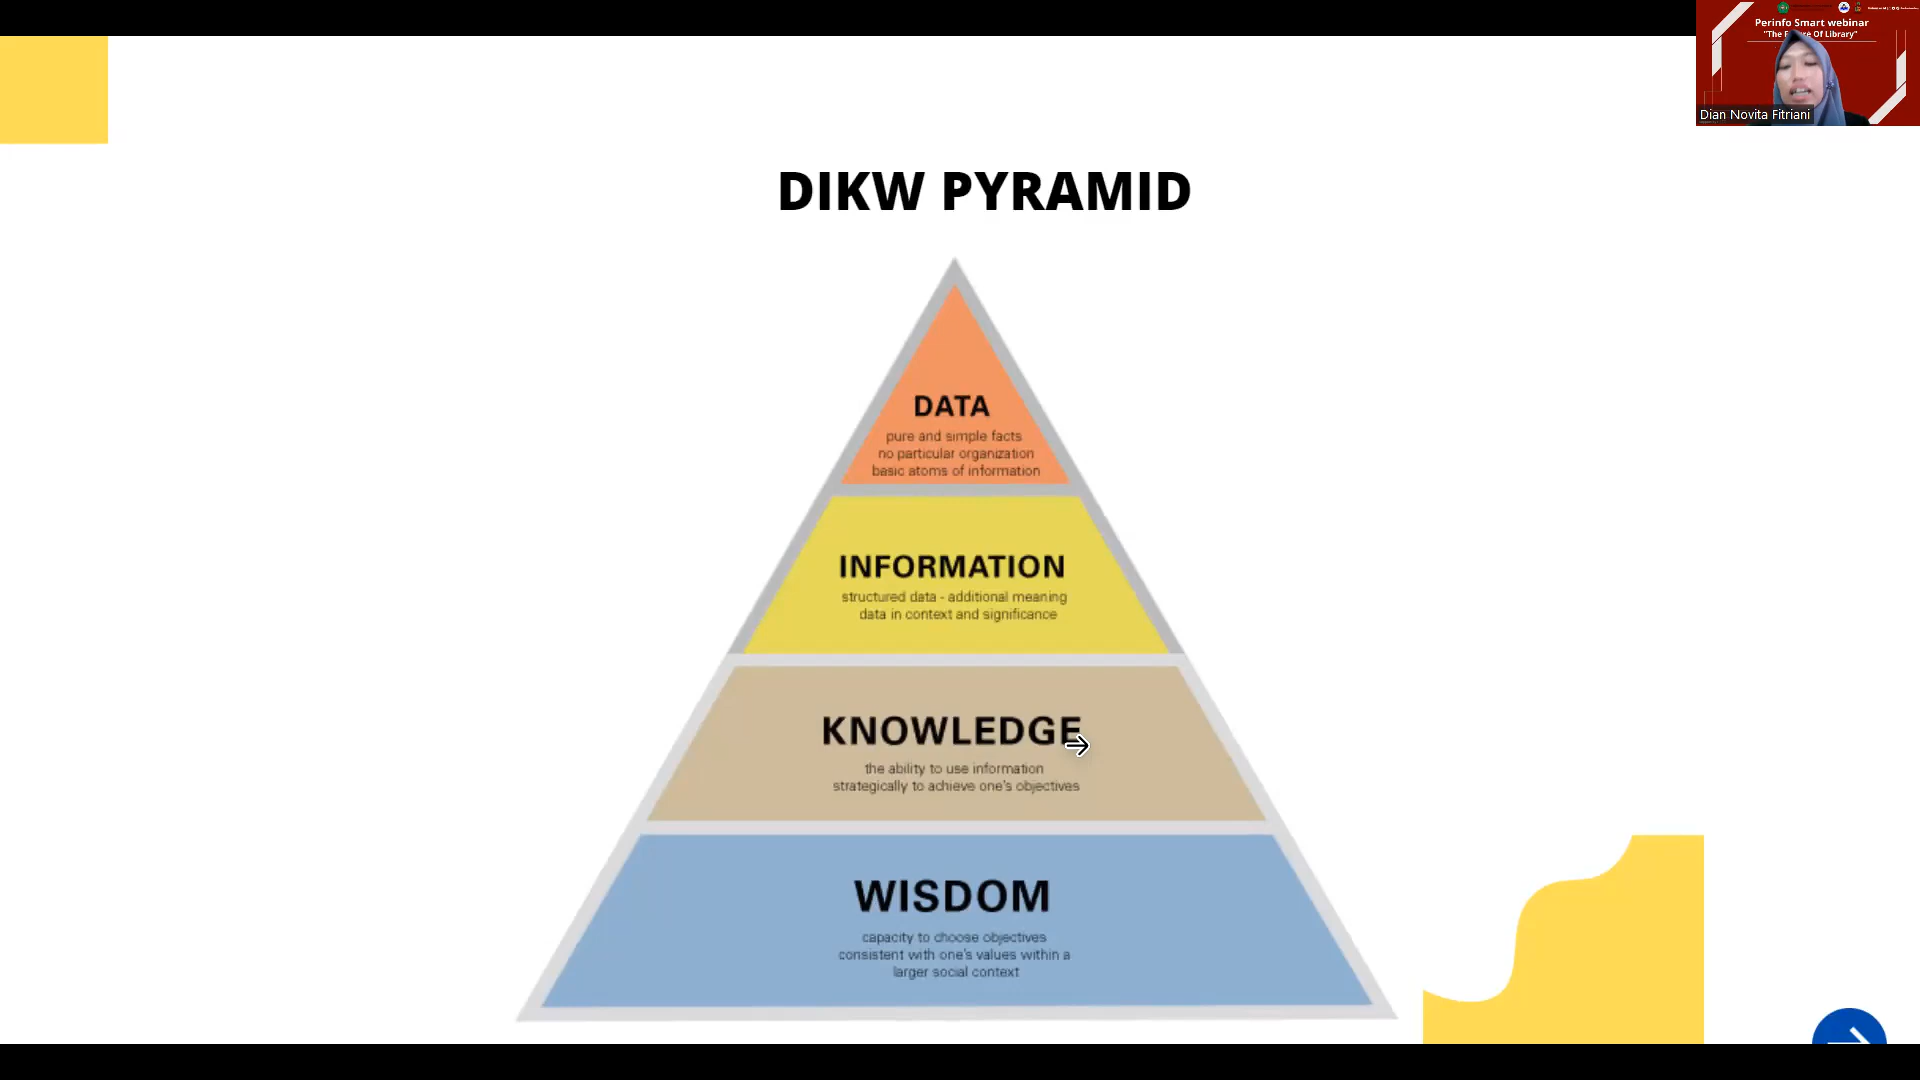 Perinfo Smart webinar
"The Of Library"
Dian Novita Fitriani
DIKW PYRAMID
DATA
pure and simple facts
no particular organization
basic atoms of information
INFORMATION
structured data - additional meaning
data in context and significance
KNOWLEDGE
the ability to use information
strategically to achieve one's objectives
WISDOM
capacity to choose objectives
consistent with one's values within a
larger social context